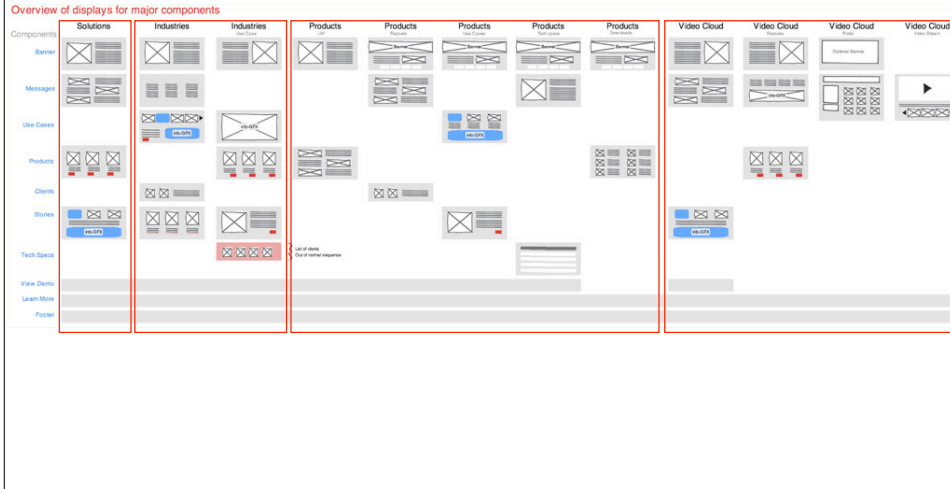 Overview of displays for major components
Solutions Industries Industries Products Products Products Products Products Video Cloud Video Cloud Video Cloud Video Cloud
Components Use Case List Features Use Cases Tech specs Downloads Features Portal Video Stream
Banner Banner Banner Banner Banner Optional Banner
Messages info-GFX
Use Cases info-GFX info-GFX info-GFX
Products
Clients
Stories info-GFX info-GFX
Tech Specs List of clients
Out of normal sequence
View Demo
Learn More
Footer